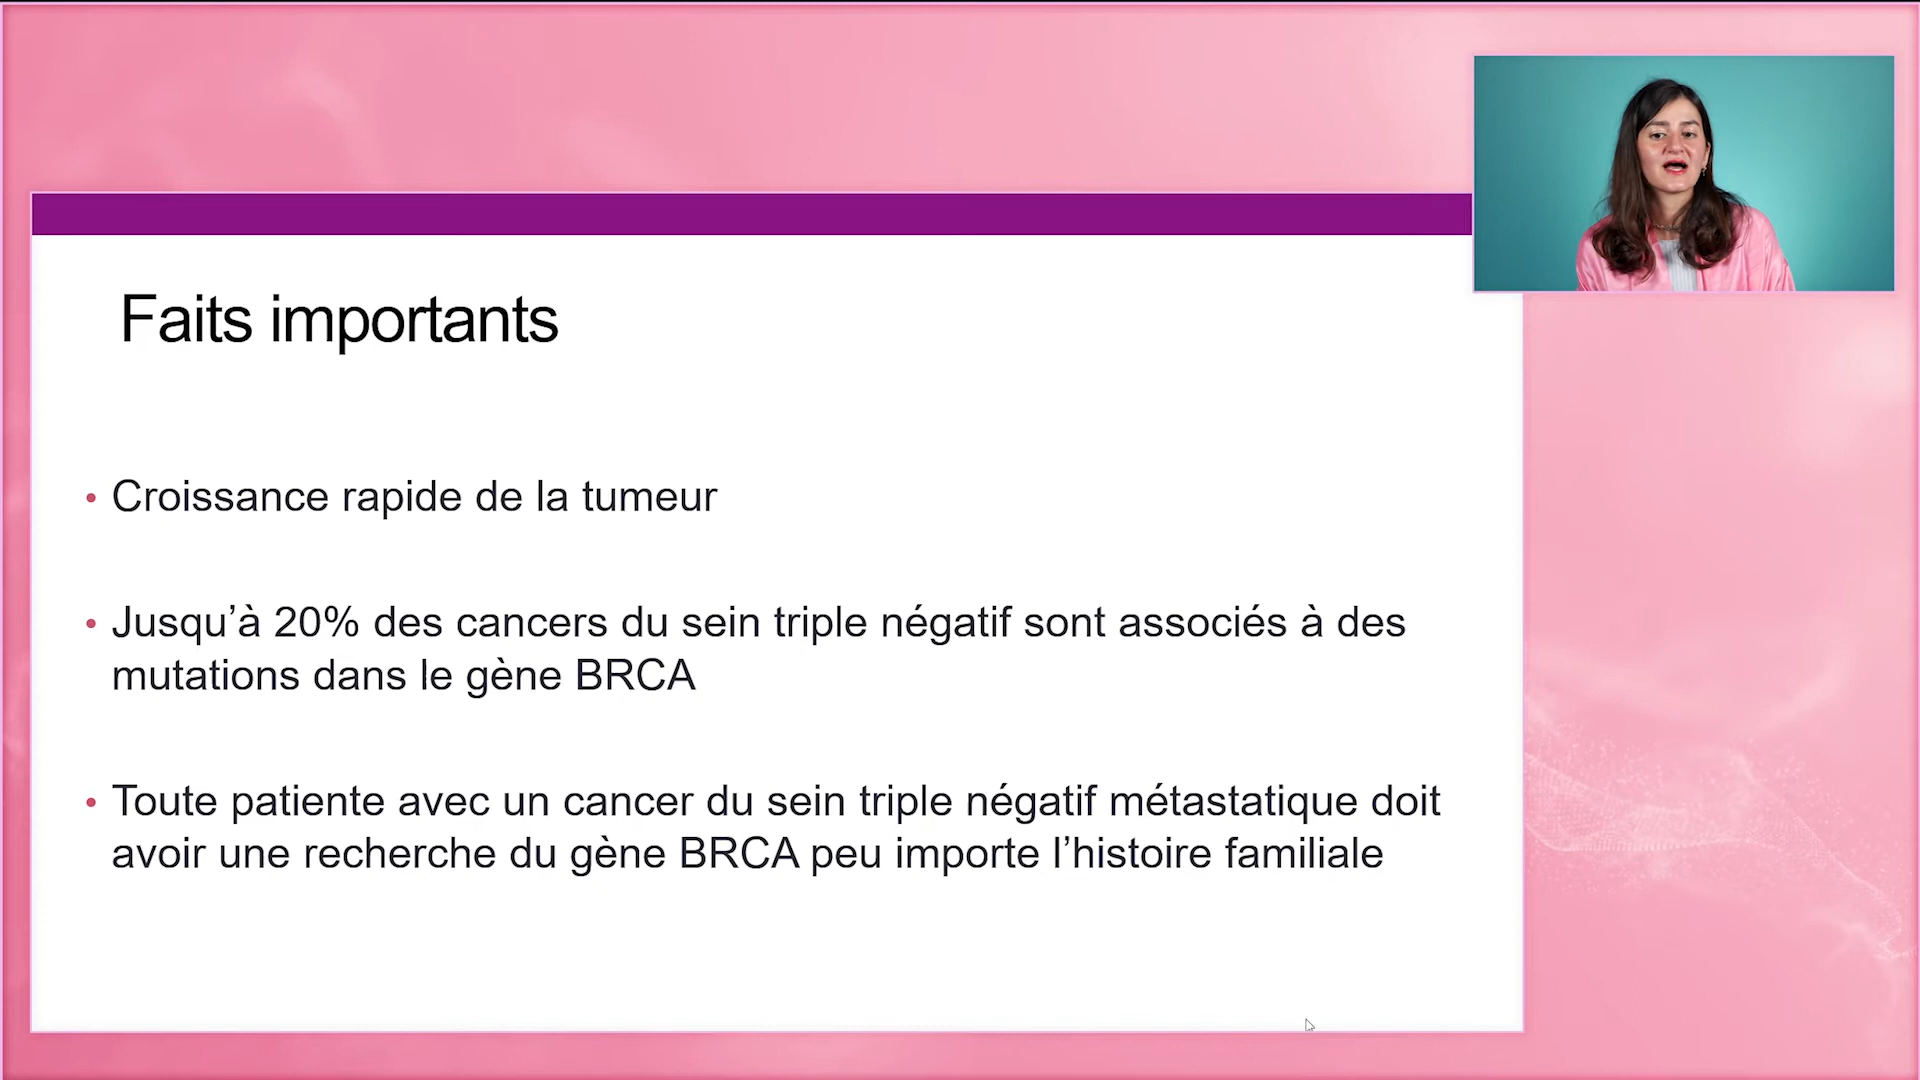 Faits importants
• Croissance rapide de la tumeur
• Jusqu’à 20% des cancers du sein triple négatif sont associés à des
mutations dans le gène BRCA
• Toute patiente avec un cancer du sein triple négatif métastatique doit
avoir une recherche du gène BRCA peu importe l’histoire familiale